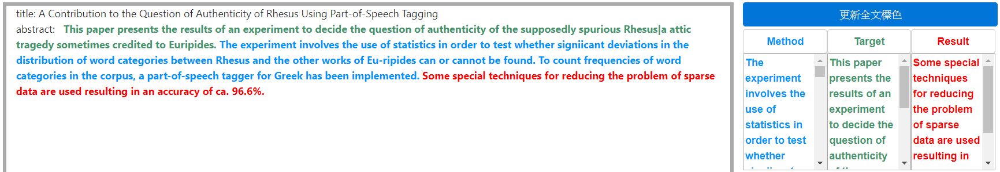 title: A Contribution to the Question of Authenticity of Rhesus Using Part-of-Speech Tagging
abstract: This paper presents the results of an experiment to decide the question of authenticity of the supposedly spurious Rhesus|a attic
tragedy sometimes credited to Euripides. The experiment involves the use of statistics in order to test whether signiicant deviations in the
distribution of word categories between Rhesus and the other works of Eu-ripides can or cannot be found. To count frequencies of word
categories in the corpus, a part-of-speech tagger for Greek has been implemented. Some special techniques for reducing the problem of sparse
data are used resulting in an accuracy of ca. 96.6%.
更新全文標色
Method
The
experiment
involves the
use of
statistics in
order to test
whether
Target
This paper
presents the
results of an
experiment
to decide the
question of
authenticity
Result
Some special
techniques
for reducing
the problem
of sparse
data are used
resulting in